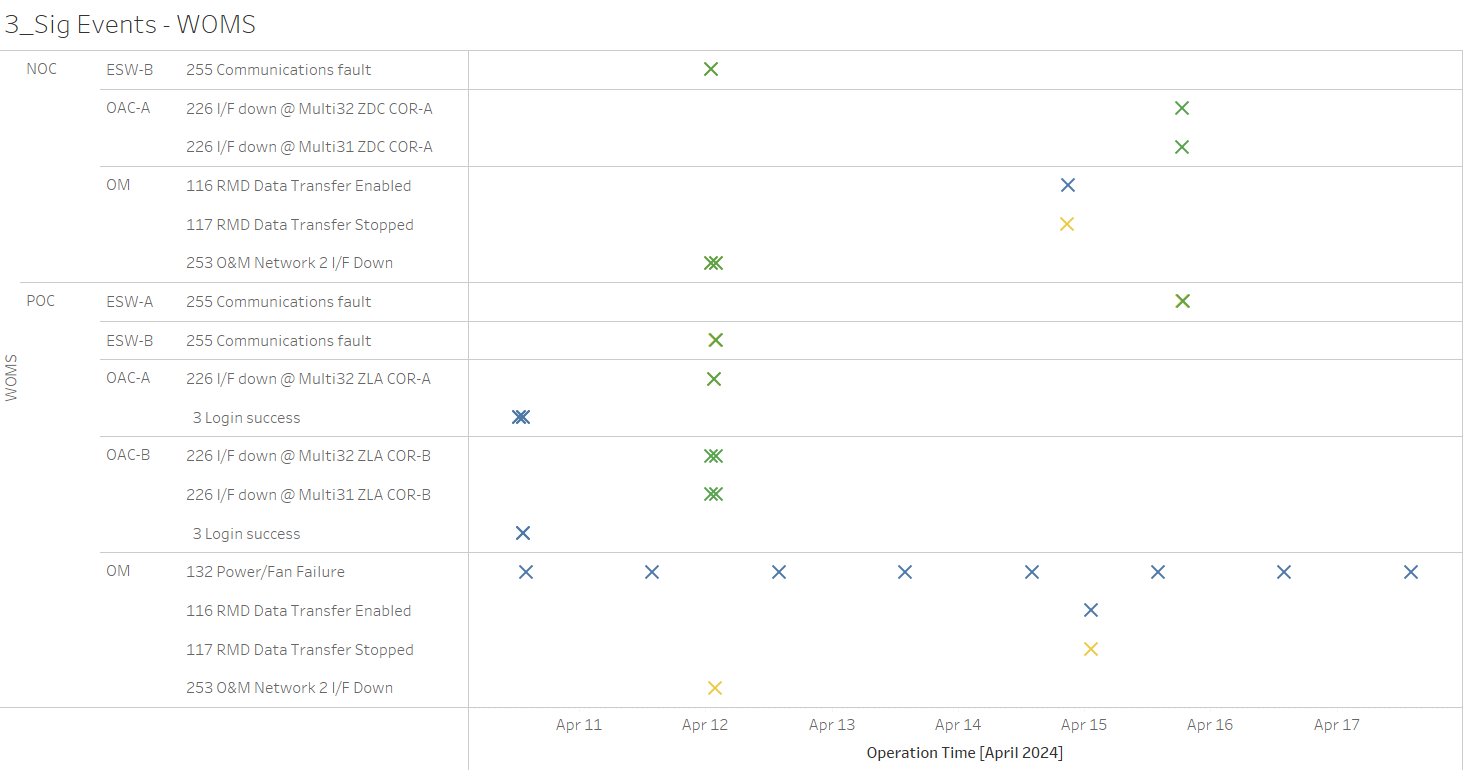 3_Sig Events - WOMS
NOC ESW-B 255 Communications fault
OAC-A 226 I/F down @ Multi32 ZDC COR-A
226 I/F down @ Multi31 ZDC COR-A
OM 116 RMD Data Transfer Enabled
117 RMD Data Transfer Stopped
253 O&M Network 2 I/F Down
POC ESW-A 255 Communications fault
ESW-B 255 Communications fault
WOMS
OAC-A 226 I/F down @ Multi32 ZLA COR-A
3 Login success
OAC-B 226 I/F down @ Multi32 ZLA COR-B
226 I/F down @ Multi31 ZLA COR-B
3 Login success
OM 132 Power/Fan Failure
116 RMD Data Transfer Enabled
117 RMD Data Transfer Stopped
253 O&M Network 2 I/F Down
Apr 11 Apr 12 Apr 13 Apr 14 Apr 15 Apr 16 Apr 17
Operation Time [April 2024]